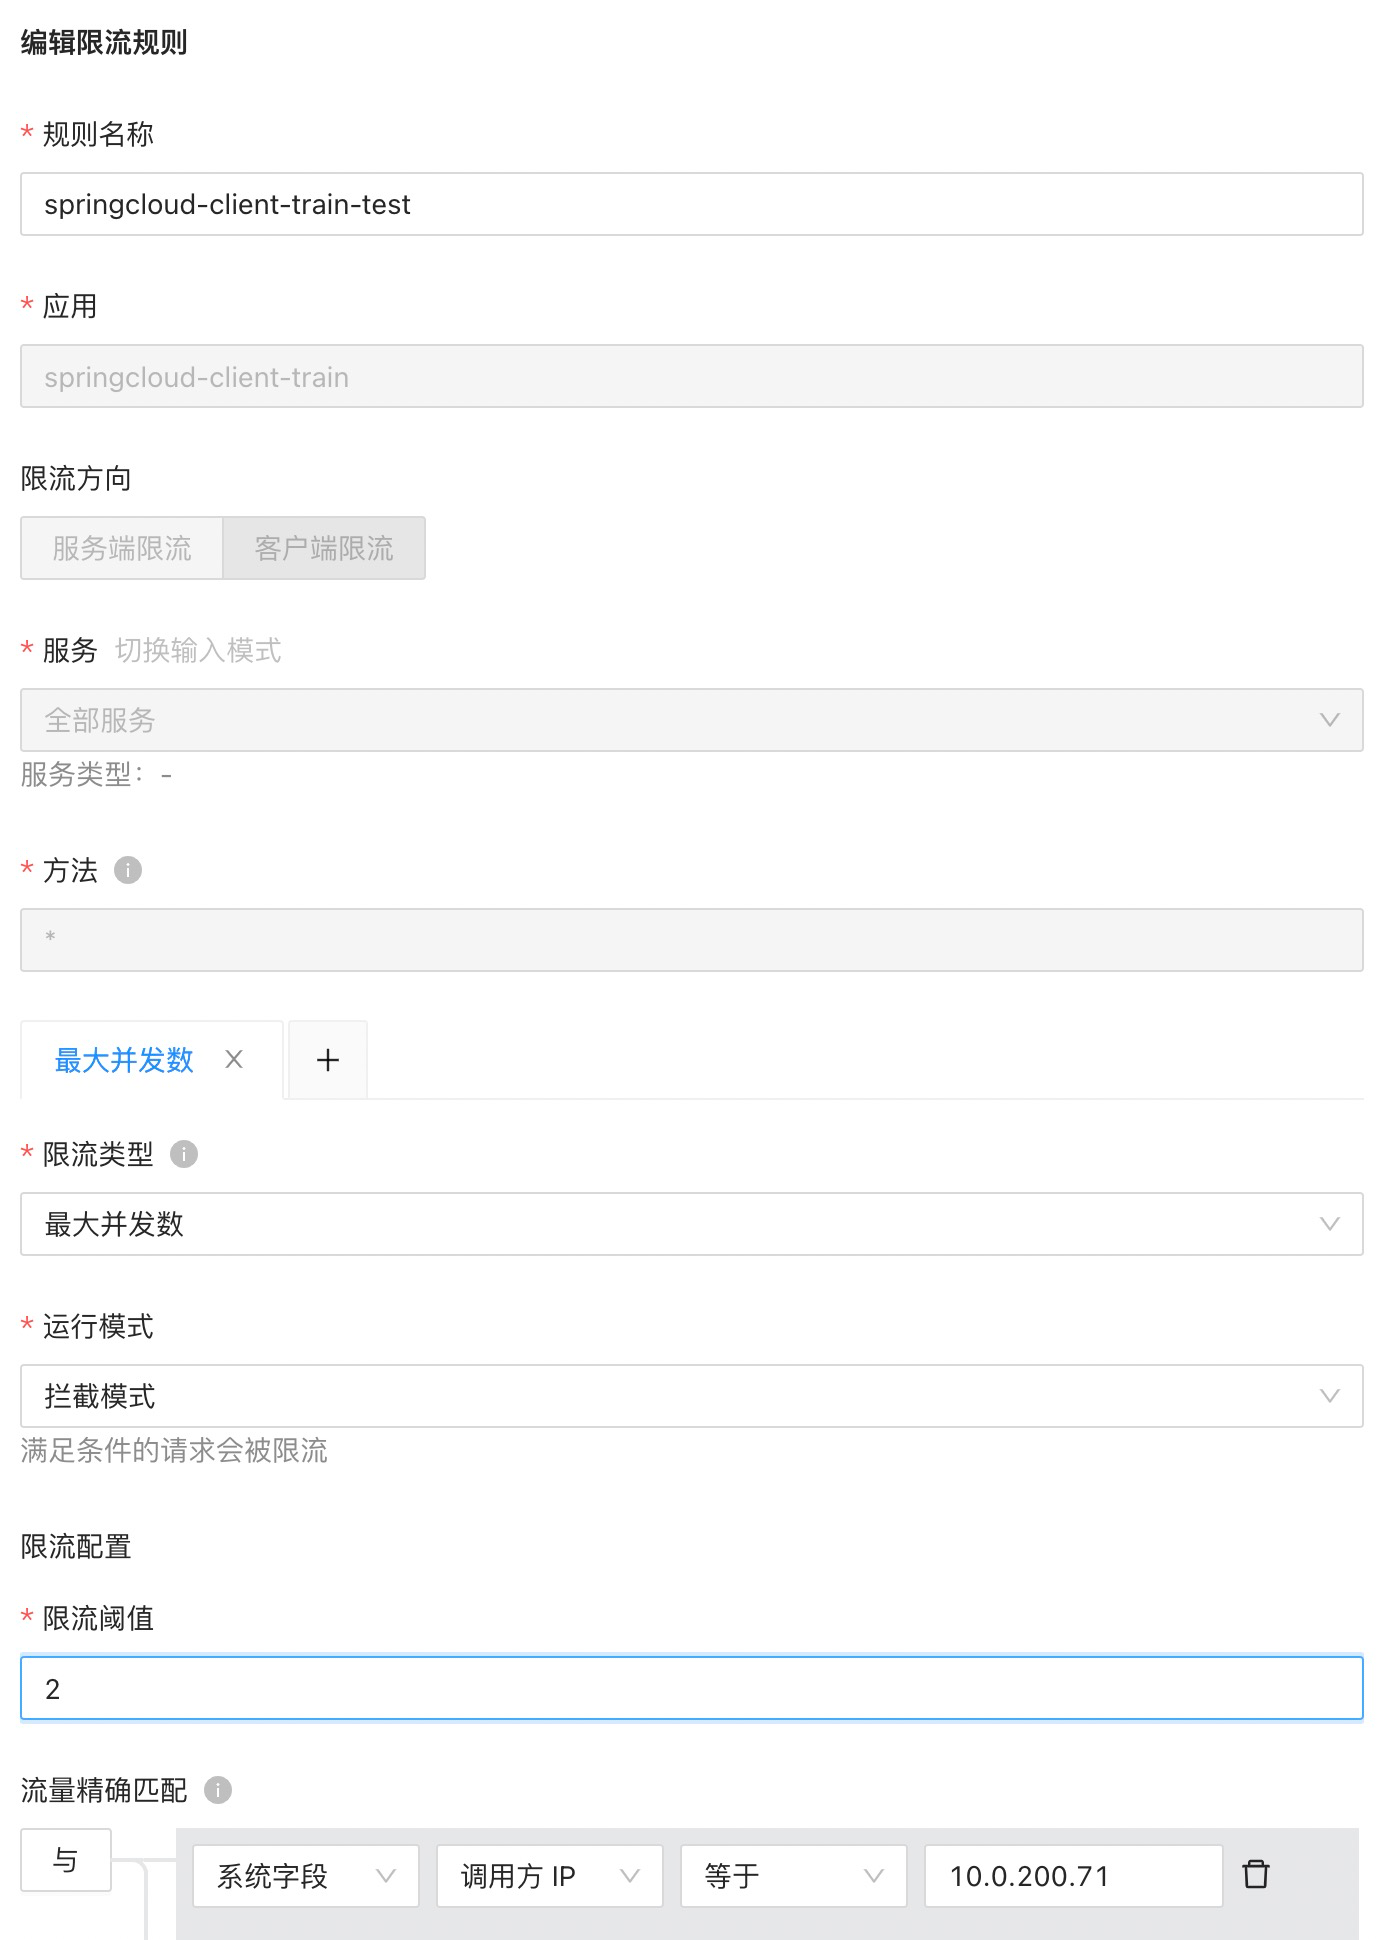 编辑限流规则
* 规则名称
springcloud-client-train-test
* 应用
springcloud-client-train
限流方向
服务端限流 客户端限流
* 服务 切换输入模式
全部服务
服务类型: -
* 方法
*
最大并发数 X +
* 限流类型
最大并发数
* 运行模式
拦截模式
满足条件的请求会被限流
限流配置
* 限流阈值
2
流量精确匹配
与 系统字段 调用方 IP 等于 10.0.200.71